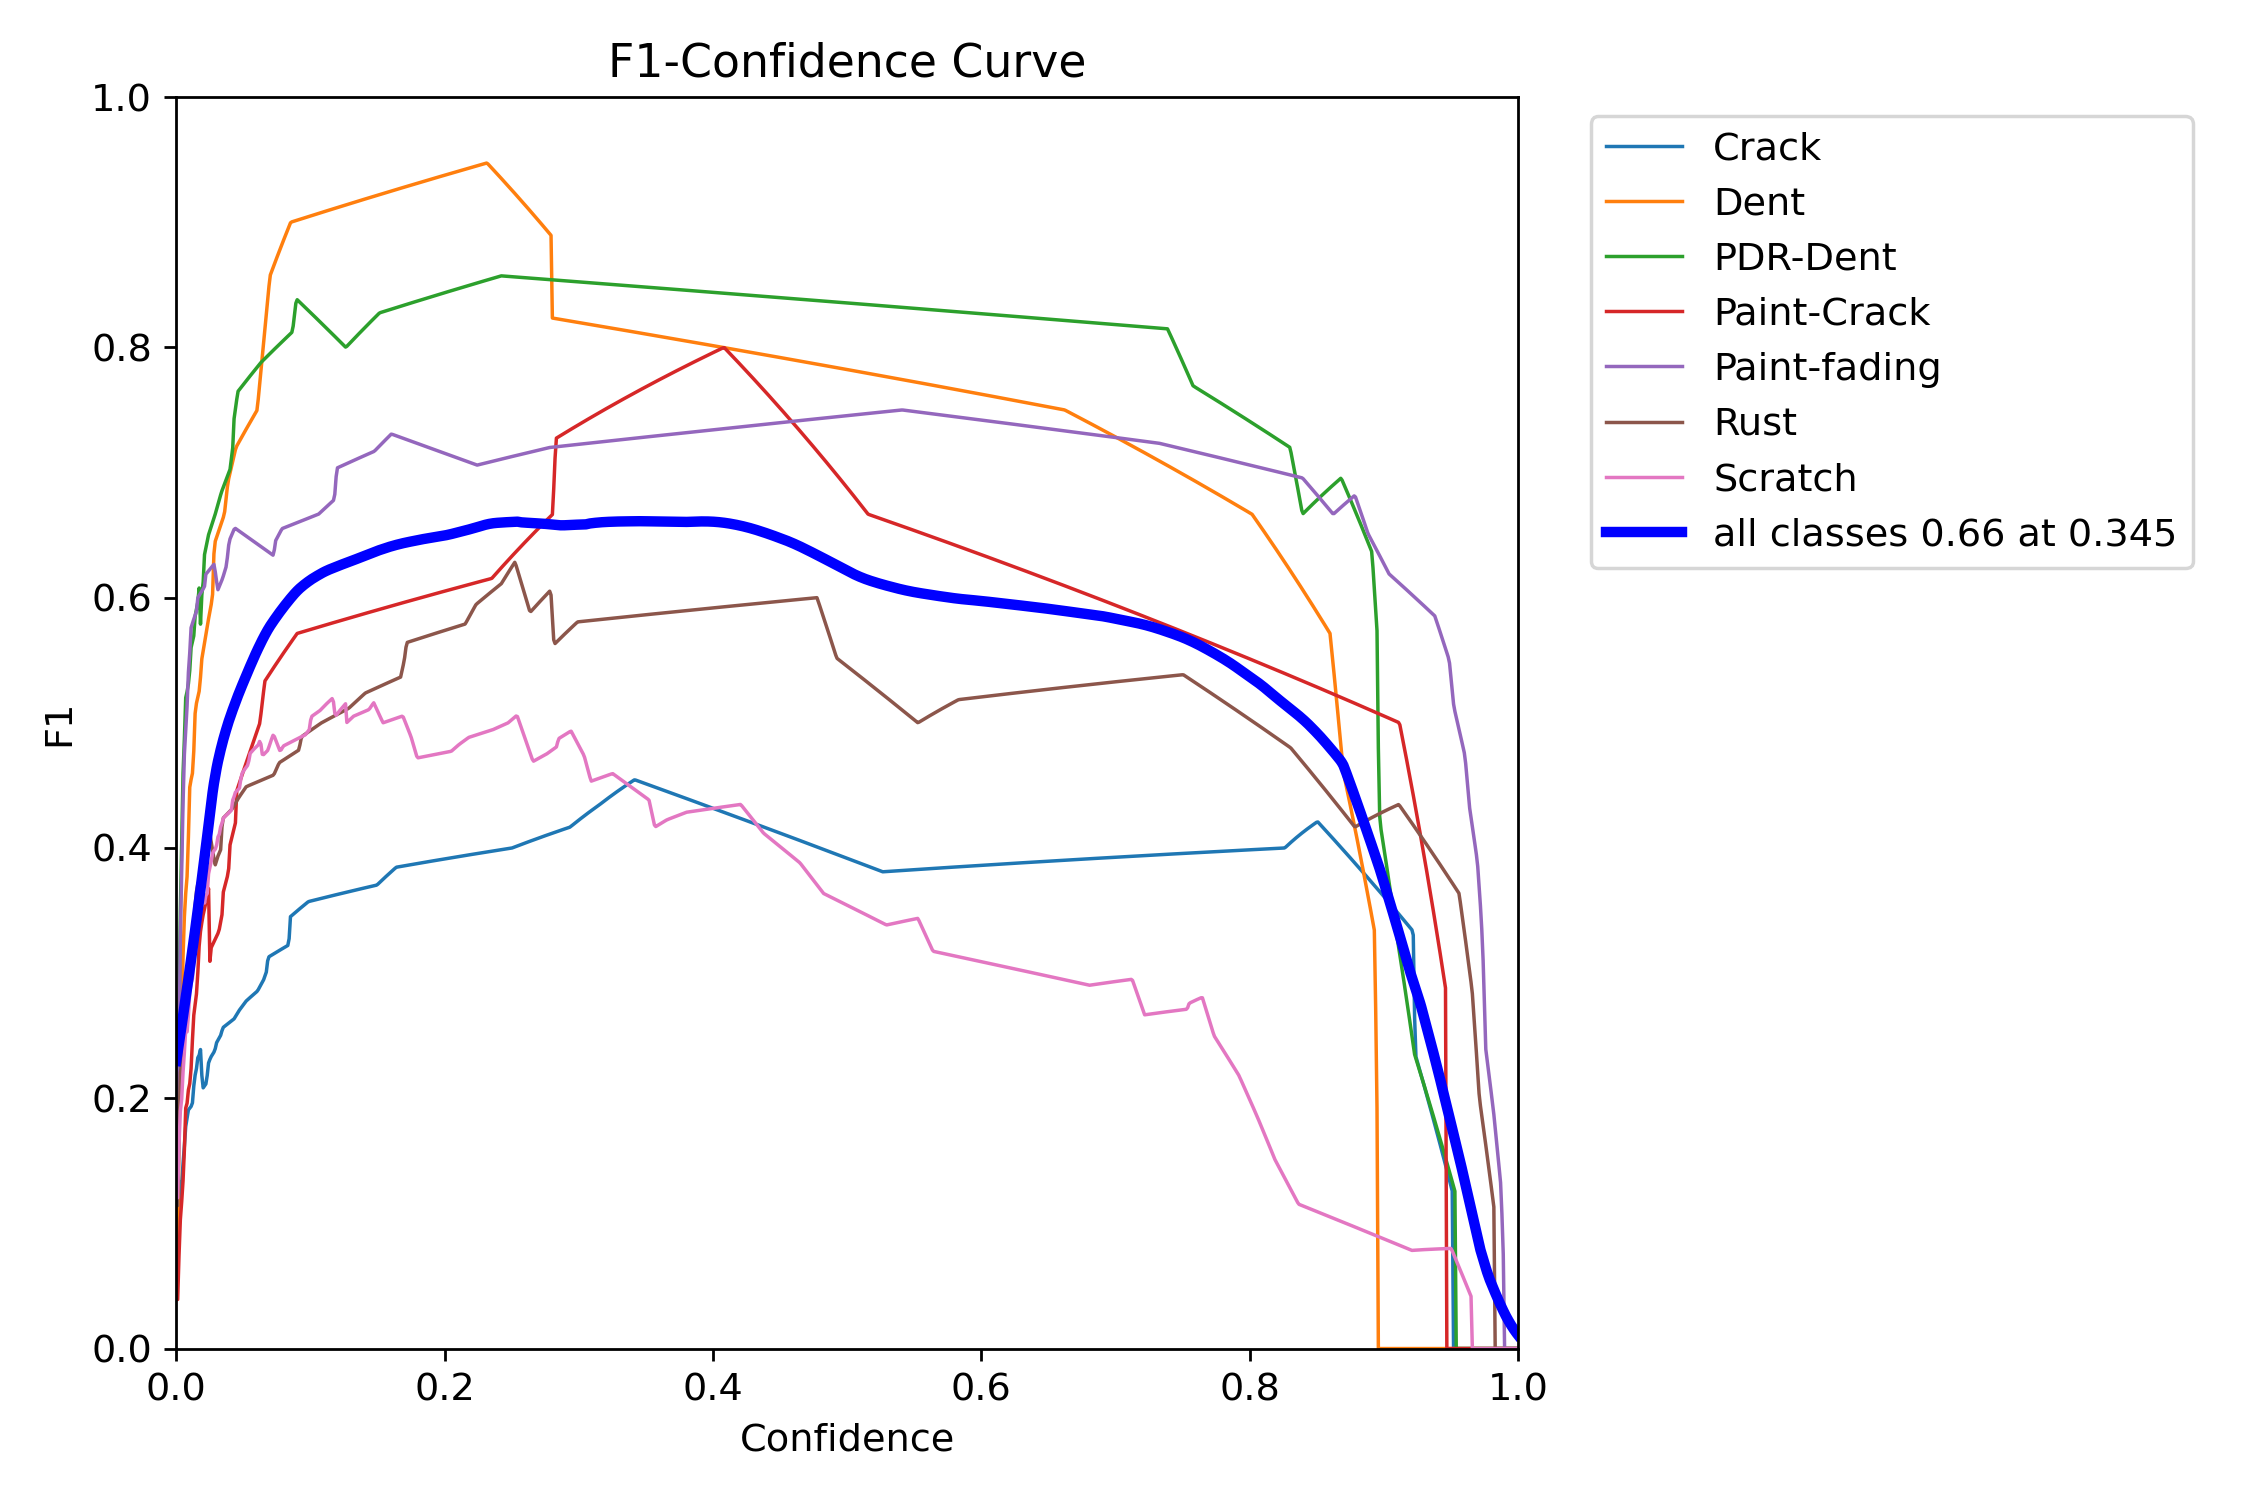 F1-Confidence Curve
1.0
0.8
0.6
0.4
0.2
0.0
F1
0.0 0.2 0.4 0.6 0.8 1.0
Confidence
Crack
Dent
PDR-Dent
Paint-Crack
Paint-fading
Rust
Scratch
all classes 0.66 at 0.345